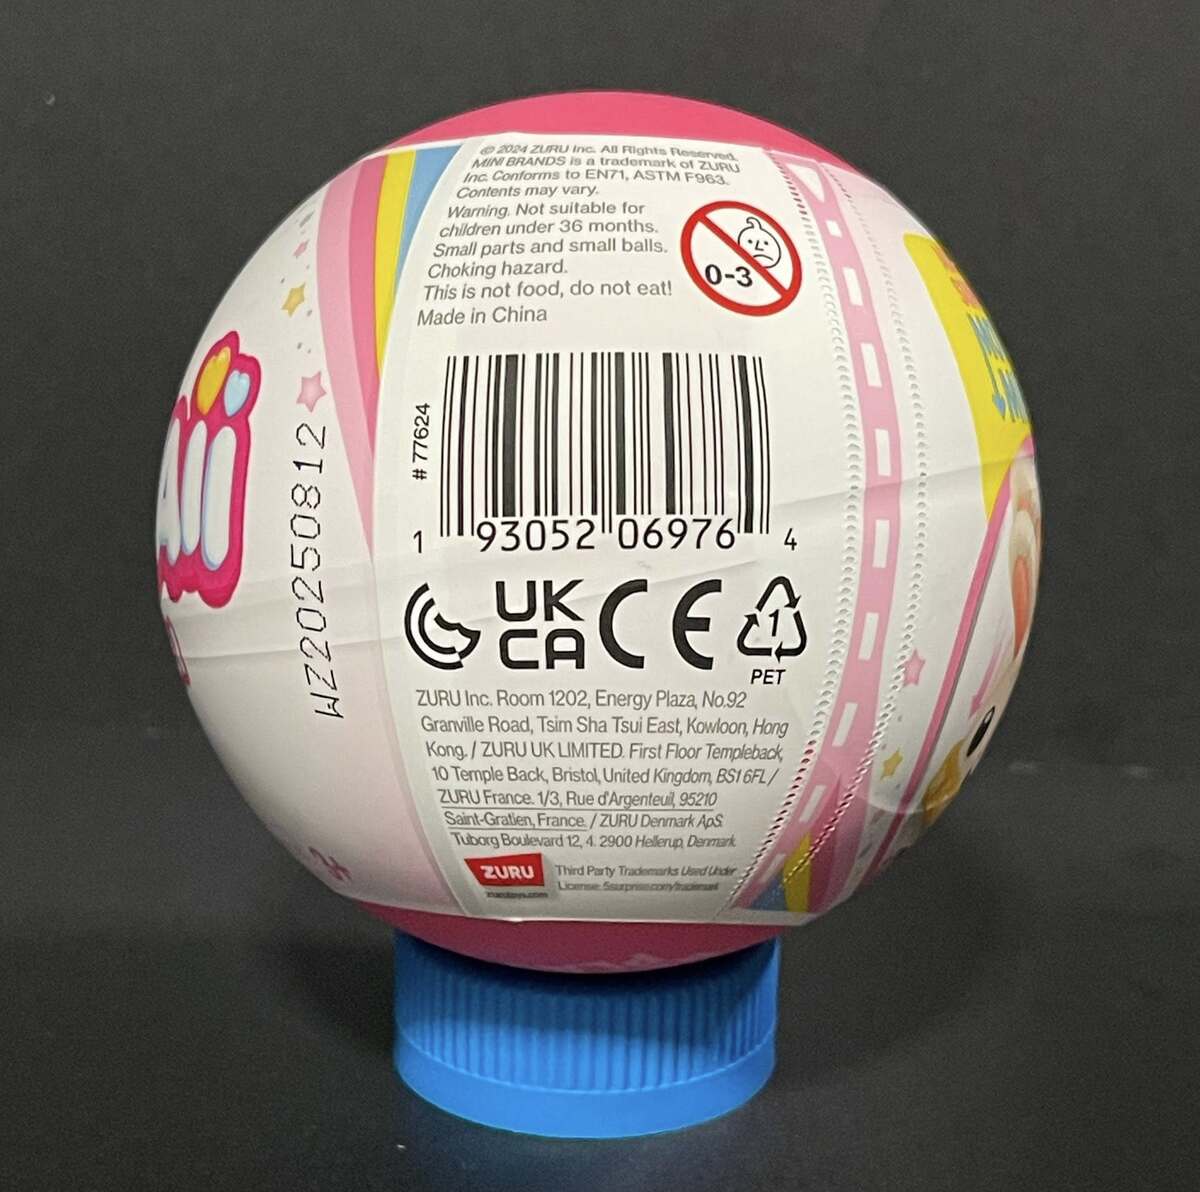 © 2024 ZURU Inc. All Rights Reserved.
MINI BRANDS is a trademark of ZURU
Inc. Conforms to EN71, ASTM F963.
Contents may vary.
Warning. Not suitable for
children under 36 months.
Small parts and small balls.
Choking hazard.
This is not food, do not eat!
Made in China
0-3
# 77624
1 93052 06976 4
WZ20250812
UK
CA
CE
1
PET
ZURU Inc. Room 1202, Energy Plaza, No.92
Granville Road, Tsim Sha Tsui East, Kowloon, Hong
Kong. / ZURU UK LIMITED. First Floor Templeback,
10 Temple Back, Bristol, United Kingdom, BS1 6FL /
ZURU France. 1/3, Rue d'Argenteuil, 95210
Saint-Gratien, France. / ZURU Denmark ApS.
Tuborg Boulevard 12, 4. 2900 Hellerup, Denmark
ZURU
zurutoys.com
Third Party Trademarks Used Under
License: 5surprise.com/trademark